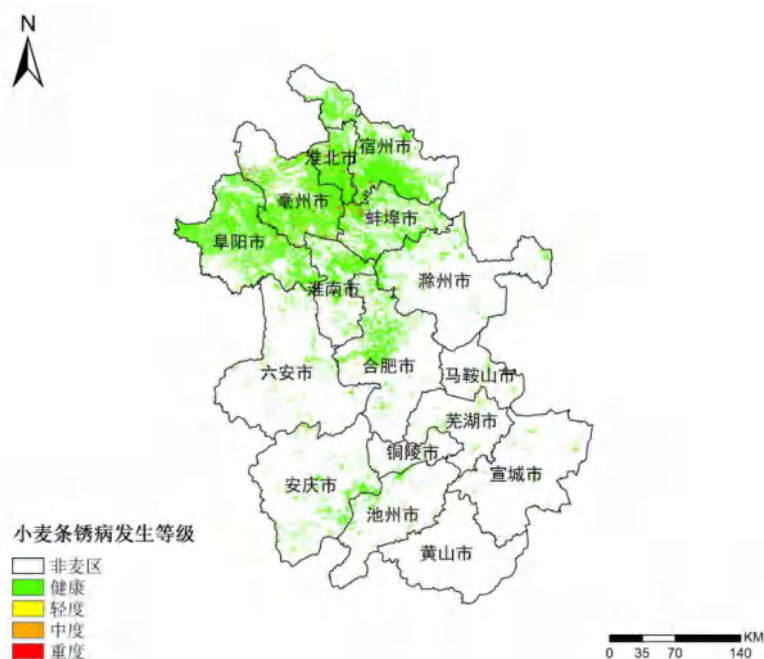 N
宿州市
淮北市
亳州市
蚌埠市
阜阳市
淮南市
滁州市
合肥市
六安市
马鞍山市
芜湖市
铜陵市
宣城市
安庆市
池州市
黄山市
小麦条锈病发生等级
非麦区
健康
轻度
中度
重度
KM
0 35 70 140